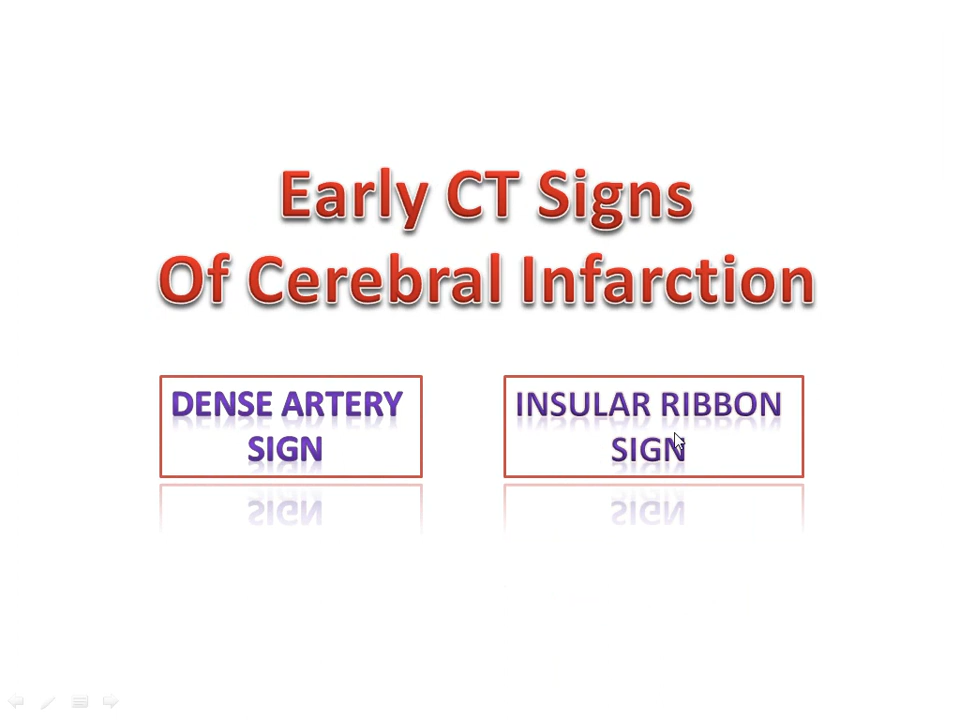 Early CT Signs
Of Cerebral Infarction
DENSE ARTERY
SIGN
INSULAR RIBBON
SIGN